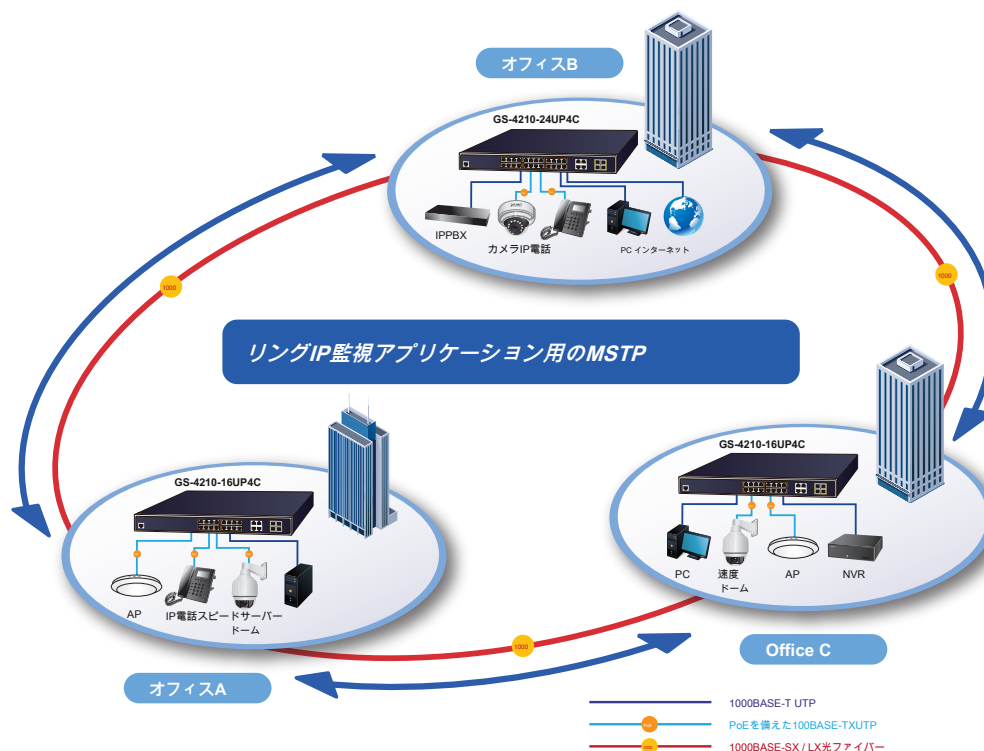 オフィスB
GS-4210-24UP4C
IPPBX
カメラIP電話
PC インターネット
1000
1000
リングIP監視アプリケーション用のMSTP
GS-4210-16UP4C
AP
IP電話スピードサーバー
ドーム
オフィスA
GS-4210-16UP4C
PC
速度
ドーム
AP
NVR
Office C
1000
1000BASE-T UTP
PoEを備えた100BASE-TXUTP
1000BASE-SX / LX光ファイバー